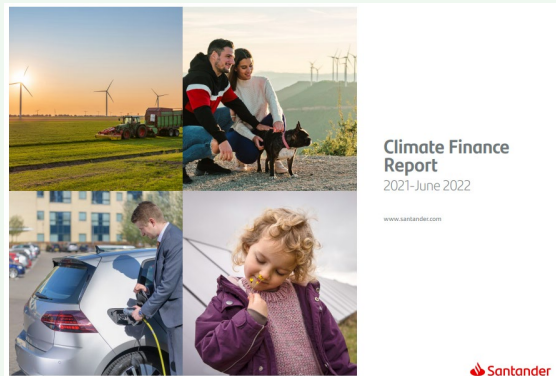 Climate Finance
Report
2021-June 2022
www.santander.com
Santander